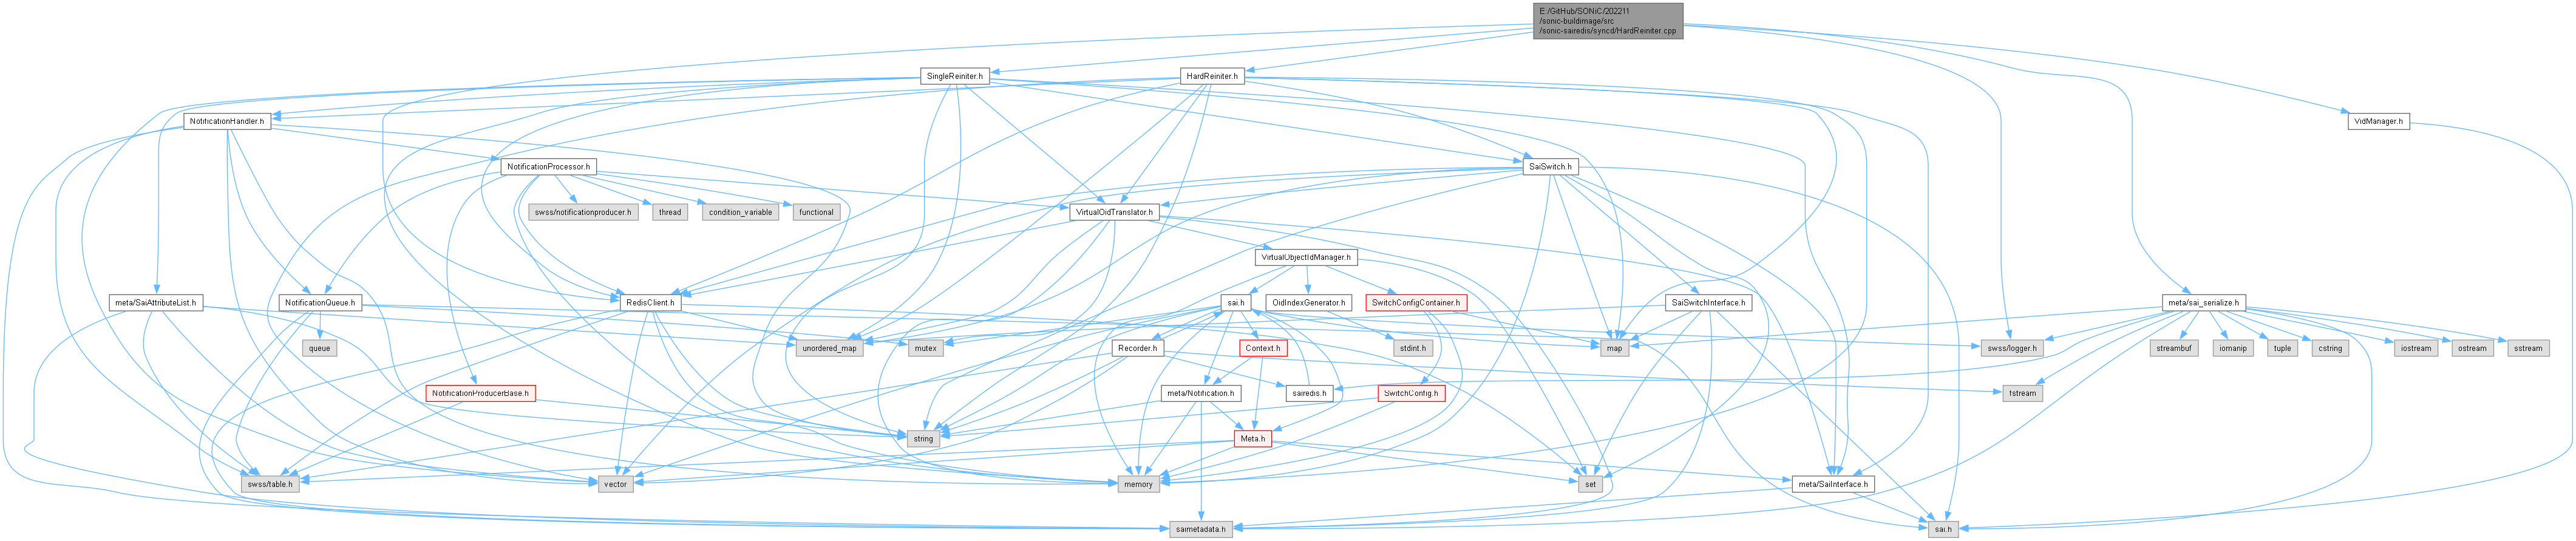 E:/GitHub/SONiC/202211
/sonic-buildimage/src
/sonic-sairedis/syncd/HardReiniter.cpp
SingleReiniter.h
HardReiniter.h
NotificationHandler.h
VidManager.h
NotificationProcessor.h
SaiSwitch.h
swss/notificationproducer.h
thread
condition_variable
functional
VirtualOidTranslator.h
VirtualObjectIdManager.h
meta/SaiAttributeList.h
NotificationQueue.h
RedisClient.h
sai.h
OidIndexGenerator.h
SwitchConfigContainer.h
SaiSwitchInterface.h
meta/sai_serialize.h
queue
unordered_map
mutex
Recorder.h
Context.h
stdint.h
map
swss/logger.h
streambuf
iomanip
tuple
cstring
iostream
ostream
sstream
NotificationProducerBase.h
meta/Notification.h
sairedis.h
SwitchConfig.h
fstream
string
Meta.h
swss/table.h
vector
memory
set
meta/SaiInterface.h
saimetadata.h
sai.h